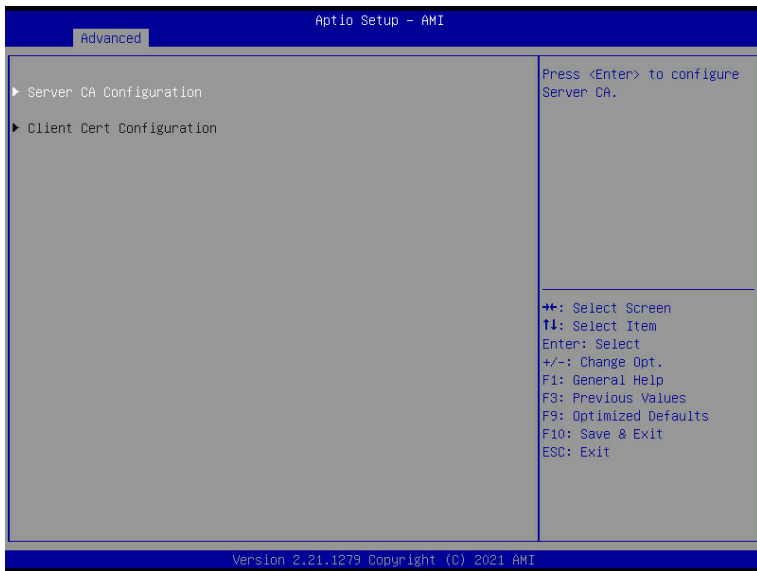 Aptio Setup – AMI
Advanced
▶ Server CA Configuration
▶ Client Cert Configuration
Press <Enter> to configure
Server CA.
→←: Select Screen
↑↓: Select Item
Enter: Select
+/-: Change Opt.
F1: General Help
F3: Previous Values
F9: Optimized Defaults
F10: Save & Exit
ESC: Exit
Version 2.21.1279 Copyright (C) 2021 AMI